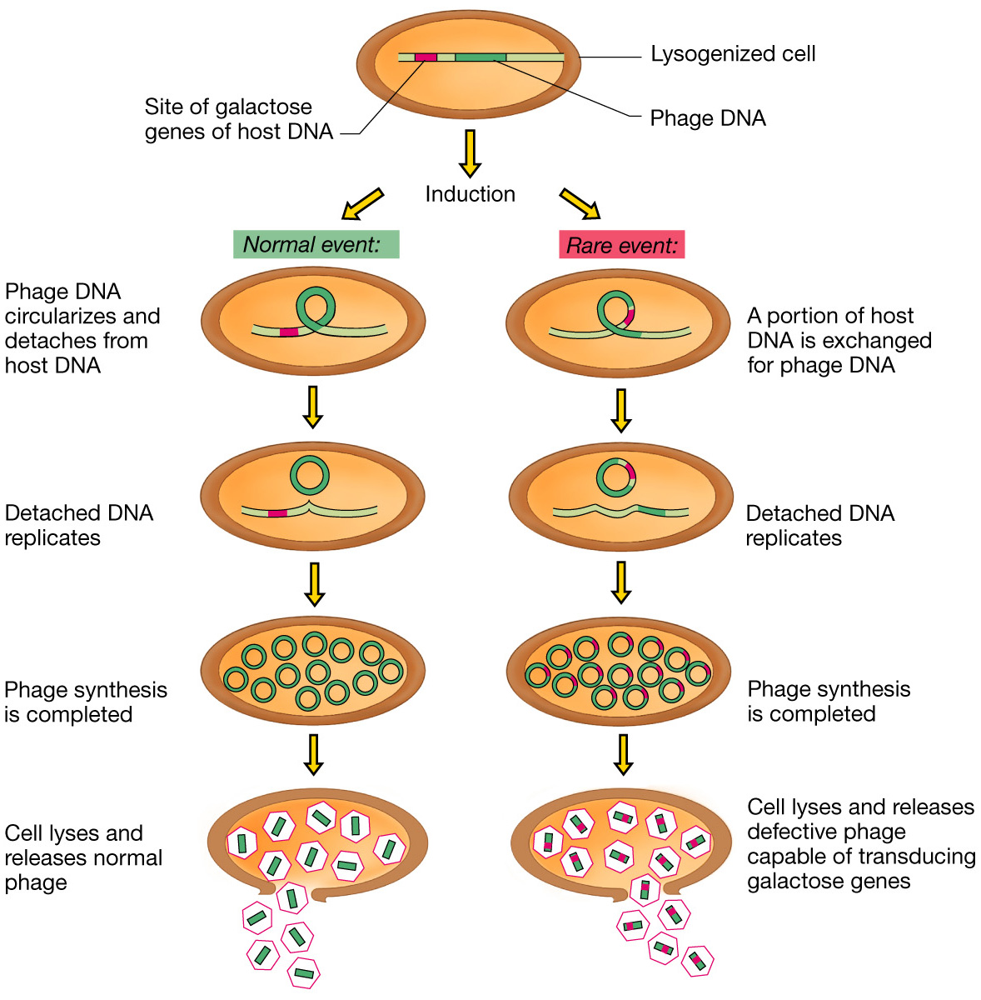 Lysogenized cell
Site of galactose
genes of host DNA
Phage DNA
Induction
Normal event:
Rare event:
Phage DNA
circularizes and
detaches from
host DNA
A portion of host
DNA is exchanged
for phage DNA
Detached DNA
replicates
Detached DNA
replicates
Phage synthesis
is completed
Phage synthesis
is completed
Cell lyses and
releases normal
phage
Cell lyses and releases
defective phage
capable of transducing
galactose genes